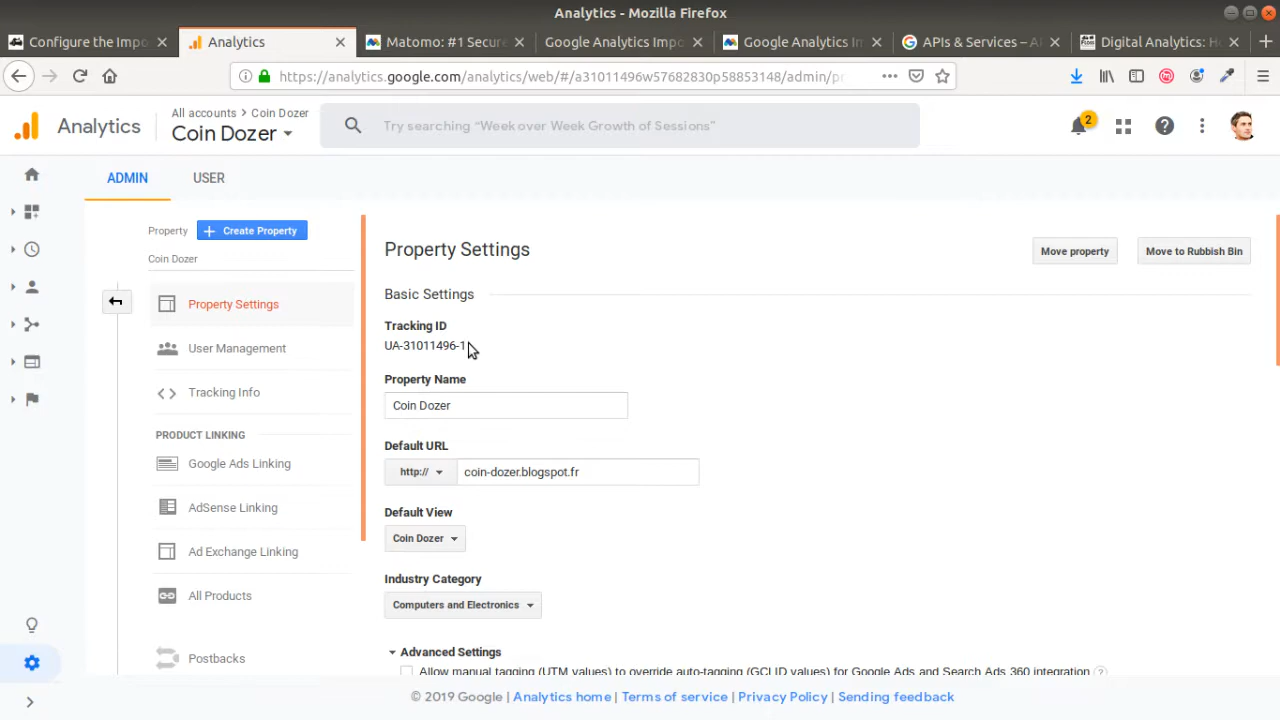 Analytics - Mozilla Firefox
Configure the Impo
Analytics
Matomo: #1 Secure
Google Analytics Impo
Google Analytics Im
APIs & Services – A
Digital Analytics: Ho
https://analytics.google.com/analytics/web/#/a31011496w57682830p58853148/admin/pr
Analytics
All accounts > Coin Dozer
Coin Dozer
Try searching "Week over Week Growth of Sessions"
2
ADMIN
USER
Property
Create Property
Coin Dozer
Property Settings
User Management
Tracking Info
PRODUCT LINKING
Google Ads Linking
AdSense Linking
Ad Exchange Linking
All Products
Postbacks
Property Settings
Move property
Move to Rubbish Bin
Basic Settings
Tracking ID
UA-31011496-1
Property Name
Coin Dozer
Default URL
http://
coin-dozer.blogspot.fr
Default View
Coin Dozer
Industry Category
Computers and Electronics
Advanced Settings
Allow manual tagging (UTM values) to override auto-tagging (GCLID values) for Google Ads and Search Ads 360 integration ?
© 2019 Google | Analytics home | Terms of service | Privacy Policy | Sending feedback